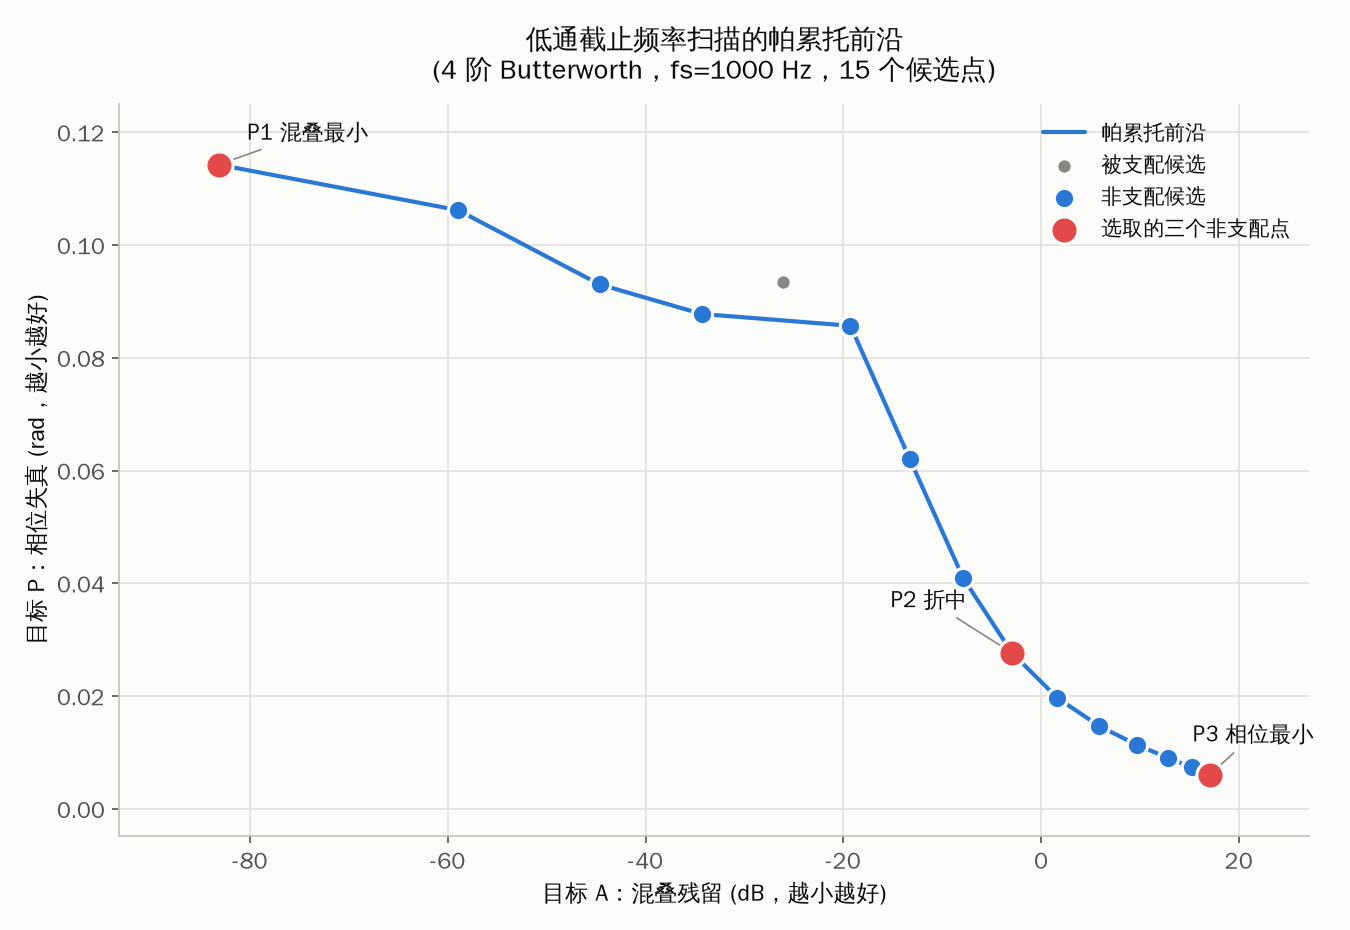 低通截止频率扫描的帕累托前沿
(4 阶 Butterworth，fs=1000 Hz，15 个候选点)
帕累托前沿
被支配候选
非支配候选
选取的三个非支配点
P1 混叠最小
P2 折中
P3 相位最小
目标 P：相位失真 (rad，越小越好)
0.12
0.10
0.08
0.06
0.04
0.02
0.00
-80
-60
-40
-20
0
20
目标 A：混叠残留 (dB，越小越好)